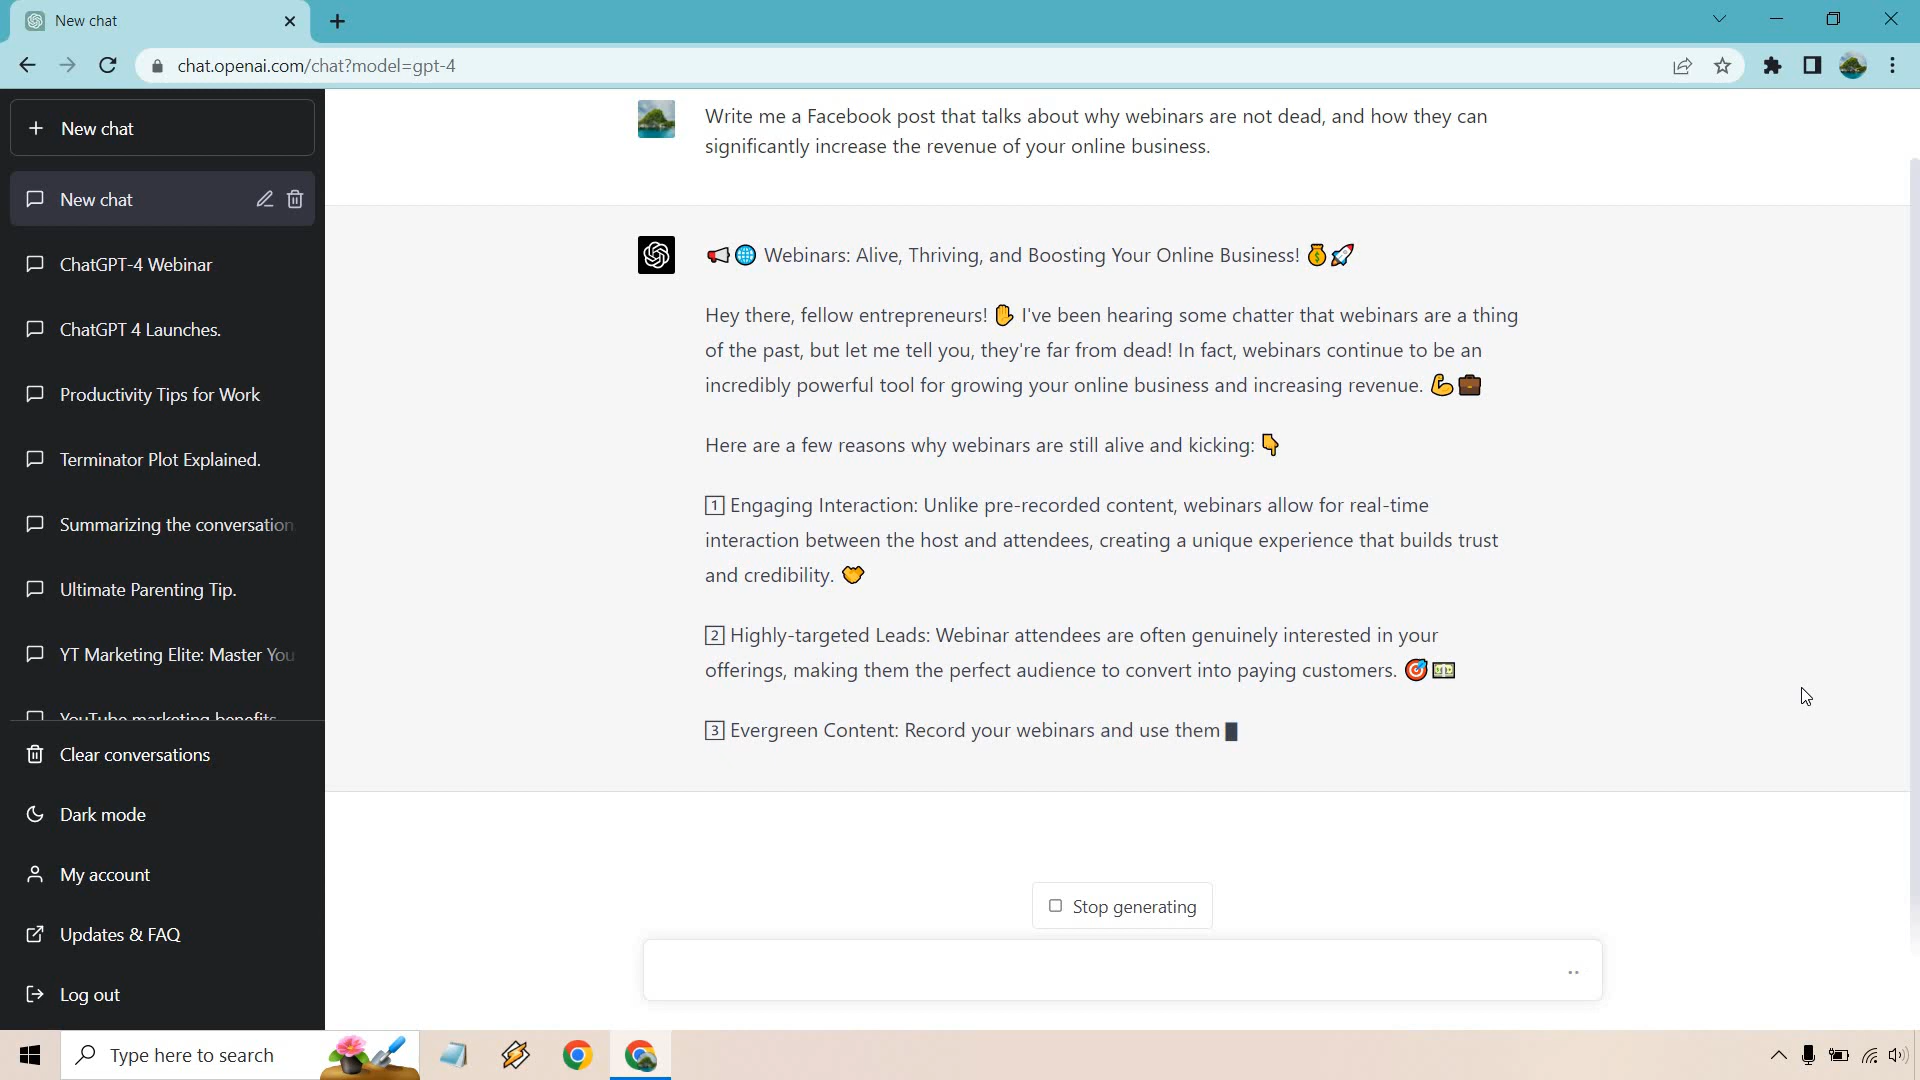 New chat
chat.openai.com/chat?model=gpt-4
New chat
New chat
ChatGPT-4 Webinar
ChatGPT 4 Launches.
Productivity Tips for Work
Terminator Plot Explained.
Summarizing the conversation
Ultimate Parenting Tip.
YT Marketing Elite: Master You
YouTube marketing benefits
Clear conversations
Dark mode
My account
Updates & FAQ
Log out
Write me a Facebook post that talks about why webinars are not dead, and how they can
significantly increase the revenue of your online business.
📢🌐 Webinars: Alive, Thriving, and Boosting Your Online Business! 💰🚀
Hey there, fellow entrepreneurs! ✋ I've been hearing some chatter that webinars are a thing
of the past, but let me tell you, they're far from dead! In fact, webinars continue to be an
incredibly powerful tool for growing your online business and increasing revenue. 💪💼
Here are a few reasons why webinars are still alive and kicking: 👇
1 Engaging Interaction: Unlike pre-recorded content, webinars allow for real-time
interaction between the host and attendees, creating a unique experience that builds trust
and credibility. 🤝
2 Highly-targeted Leads: Webinar attendees are often genuinely interested in your
offerings, making them the perfect audience to convert into paying customers. 🎯💵
3 Evergreen Content: Record your webinars and use them
Stop generating
Type here to search